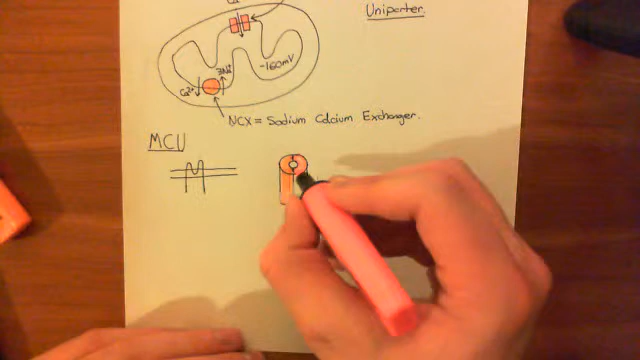 Uniporter.
3Na⁺
-160mV
Ca²⁺
NCX = Sodium Calcium Exchanger.
MCU